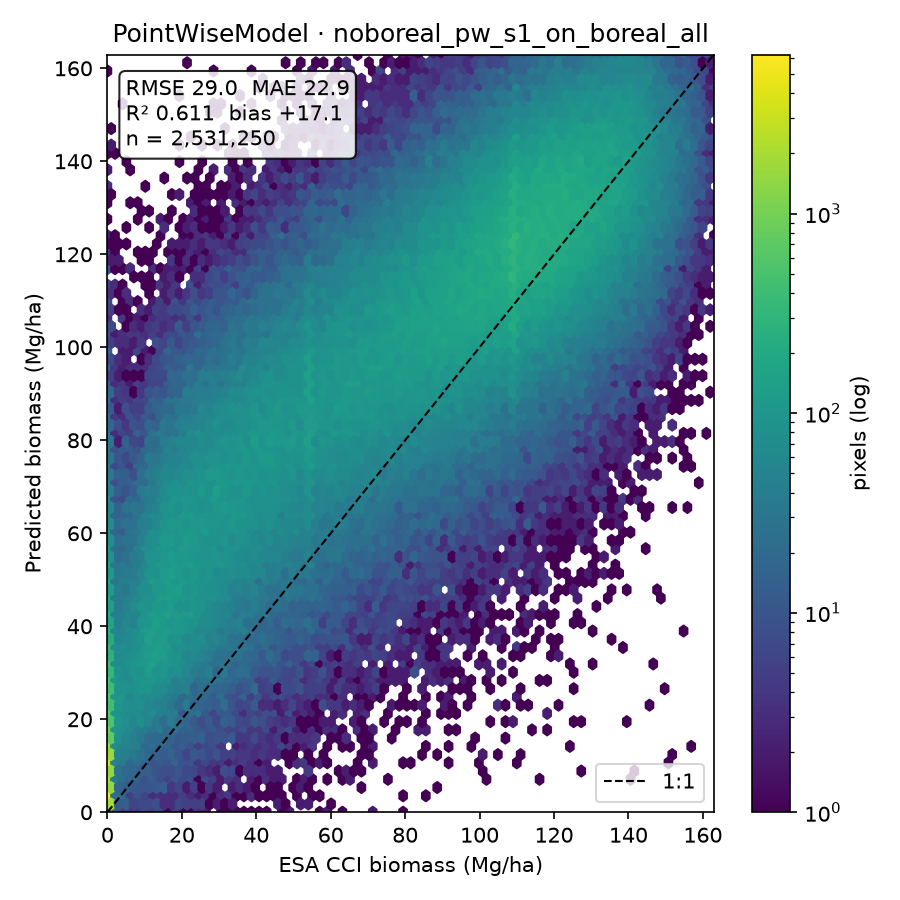 PointWiseModel · noboreal_pw_s1_on_boreal_all
RMSE 29.0  MAE 22.9
R² 0.611  bias +17.1
n = 2,531,250
160
140
120
100
80
60
40
20
0
Predicted biomass (Mg/ha)
0 20 40 60 80 100 120 140 160
ESA CCI biomass (Mg/ha)
1:1
10³
10²
10¹
10⁰
pixels (log)